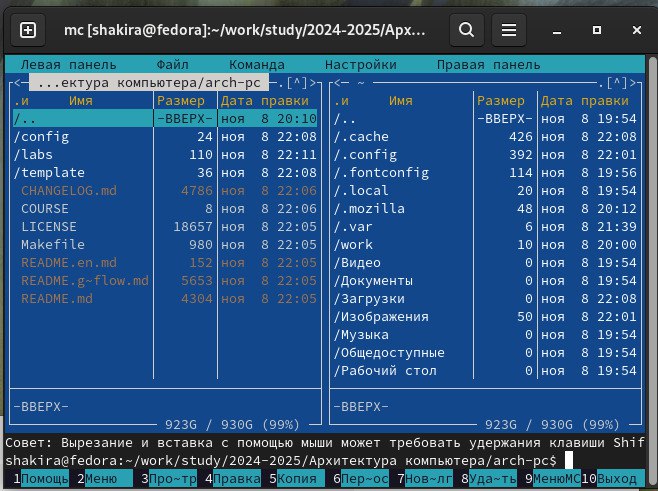 mc [shakira@fedora]:~/work/study/2024-2025/Арх...
Левая панель Файл Команда Настройки Правая панель
<— ...ектура компьютера/arch-pc —.[^]> <— ~ —.[^]>
.и Имя Размер Дата правки .и Имя Размер Дата правки
/.. -ВВЕРХ- ноя 8 20:10 /.. -ВВЕРХ- ноя 8 19:54
/config 24 ноя 8 22:08 /.cache 426 ноя 8 22:08
/labs 110 ноя 8 22:11 /.config 392 ноя 8 22:01
/template 36 ноя 8 22:08 /.fontconfig 114 ноя 8 19:56
CHANGELOG.md 4786 ноя 8 22:06 /.local 20 ноя 8 19:54
COURSE 8 ноя 8 22:06 /.mozilla 48 ноя 8 20:12
LICENSE 18657 ноя 8 22:05 /.var 6 ноя 8 21:39
Makefile 980 ноя 8 22:05 /work 10 ноя 8 20:00
README.en.md 152 ноя 8 22:05 /Видео 0 ноя 8 19:54
README.g~flow.md 5653 ноя 8 22:05 /Документы 0 ноя 8 19:54
README.md 4304 ноя 8 22:05 /Загрузки 0 ноя 8 22:08
/Изображения 50 ноя 8 22:01
/Музыка 0 ноя 8 19:54
/Общедоступные 0 ноя 8 19:54
/Рабочий стол 0 ноя 8 19:54
-ВВЕРХ- -ВВЕРХ-
923G / 930G (99%) 923G / 930G (99%)
Совет: Вырезание и вставка с помощью мыши может требовать удержания клавиши Shif
shakira@fedora:~/work/study/2024-2025/Архитектура компьютера/arch-pc$
1Помощь 2Меню 3Про~тр 4Правка 5Копия 6Пер~ос 7Нов~лг 8Уда~ть 9МенюMC 10Выход